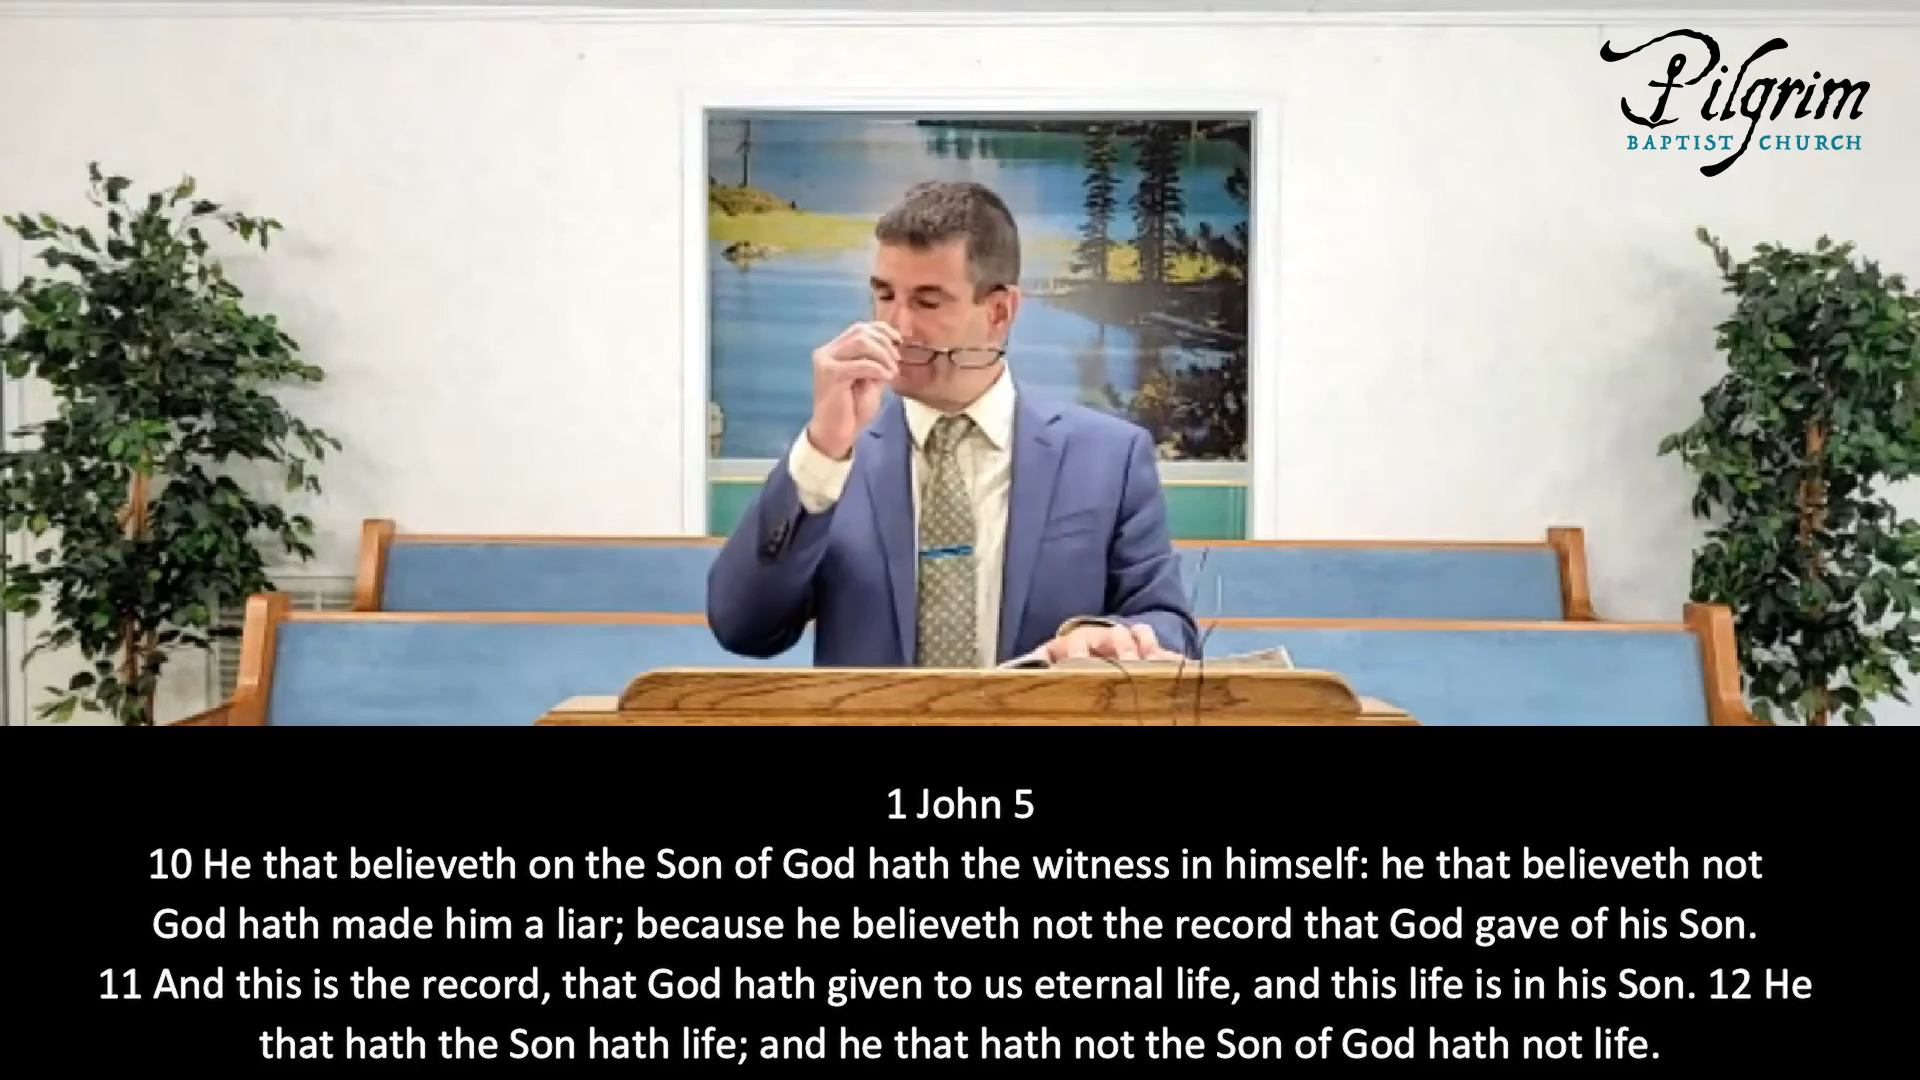 Pilgrim
BAPTIST CHURCH
1 John 5
10 He that believeth on the Son of God hath the witness in himself: he that believeth not
God hath made him a liar; because he believeth not the record that God gave of his Son.
11 And this is the record, that God hath given to us eternal life, and this life is in his Son. 12 He
that hath the Son hath life; and he that hath not the Son of God hath not life.